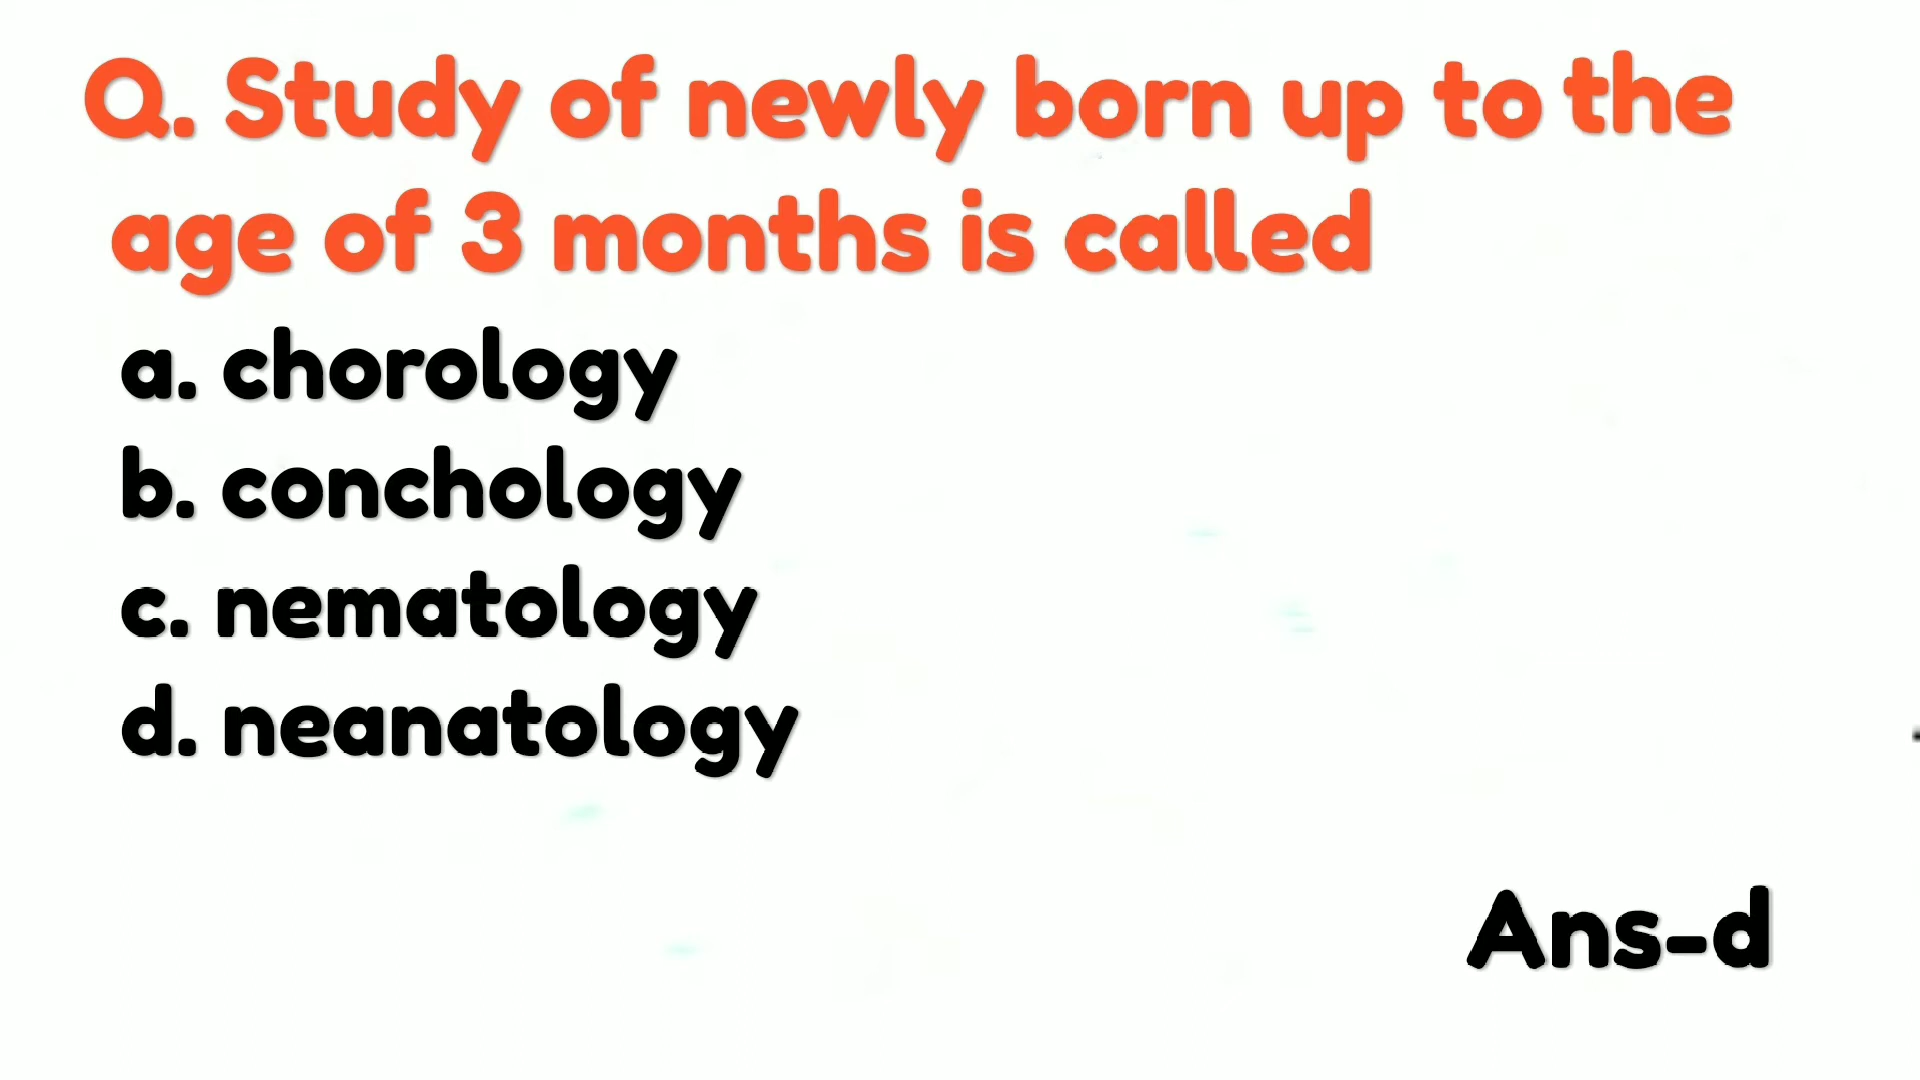 Q. Study of newly born up to the
age of 3 months is called
a. chorology
b. conchology
c. nematology
d. neanatology
Ans-d